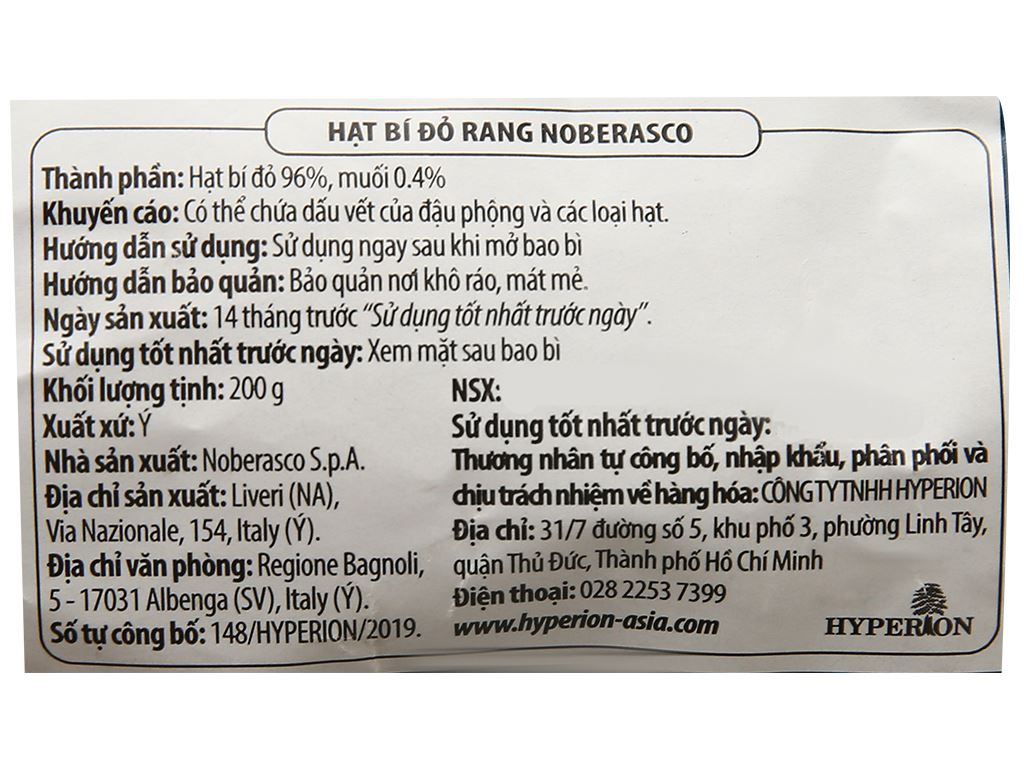 HẠT BÍ ĐỎ RANG NOBERASCO
Thành phần: Hạt bí đỏ 96%, muối 0.4%
Khuyến cáo: Có thể chứa dấu vết của đậu phộng và các loại hạt.
Hướng dẫn sử dụng: Sử dụng ngay sau khi mở bao bì
Hướng dẫn bảo quản: Bảo quản nơi khô ráo, mát mẻ.
Ngày sản xuất: 14 tháng trước “Sử dụng tốt nhất trước ngày”.
Sử dụng tốt nhất trước ngày: Xem mặt sau bao bì
Khối lượng tịnh: 200 g
Xuất xứ: Ý
Nhà sản xuất: Noberasco S.p.A.
Địa chỉ sản xuất: Liveri (NA),
Via Nazionale, 154, Italy (Ý).
Địa chỉ văn phòng: Regione Bagnoli,
5 - 17031 Albenga (SV), Italy (Ý).
Số tự công bố: 148/HYPERION/2019.
NSX:
Sử dụng tốt nhất trước ngày:
Thương nhân tự công bố, nhập khẩu, phân phối và
chịu trách nhiệm về hàng hóa: CÔNG TY TNHH HYPERION
Địa chỉ: 31/7 đường số 5, khu phố 3, phường Linh Tây,
quận Thủ Đức, Thành phố Hồ Chí Minh
Điện thoại: 028 2253 7399
www.hyperion-asia.com
HYPERION